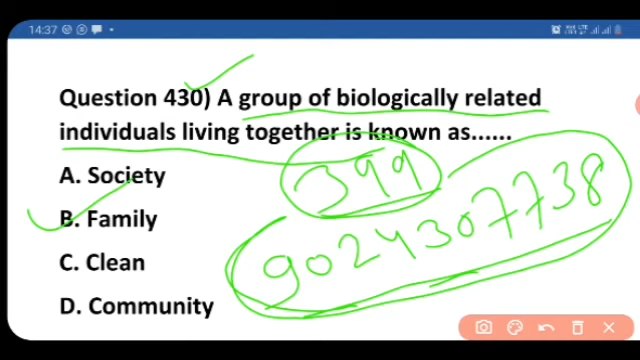 14:37
Question 430) A group of biologically related
individuals living together is known as......
A. Society
399
B. Family
9024307738
C. Clean
D. Community